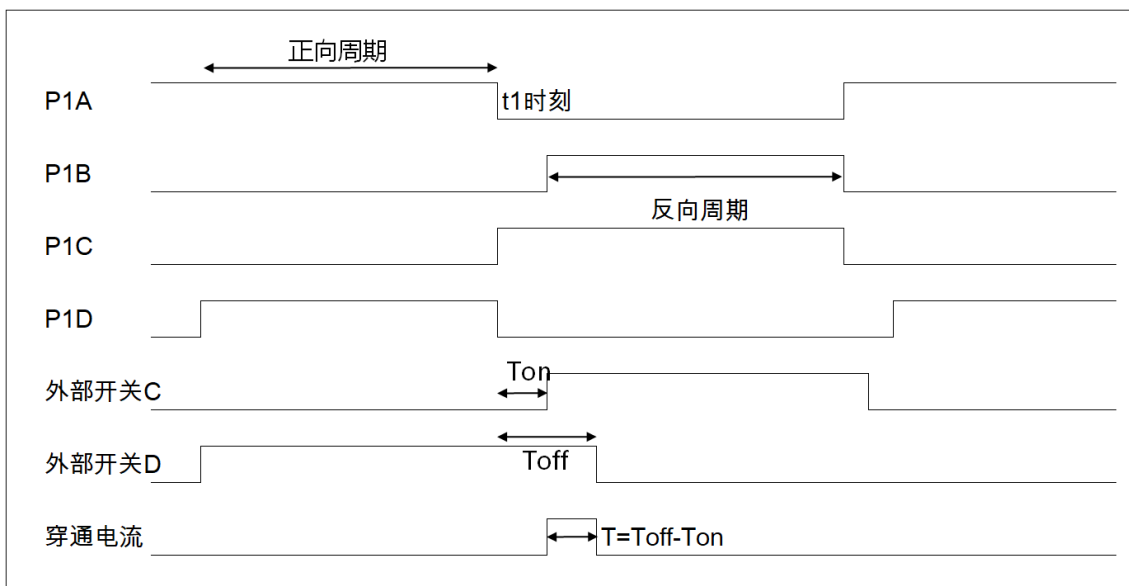 正向周期
P1A
t1时刻
P1B
反向周期
P1C
P1D
Ton
外部开关C
外部开关D
Toff
穿通电流
T=Toff-Ton